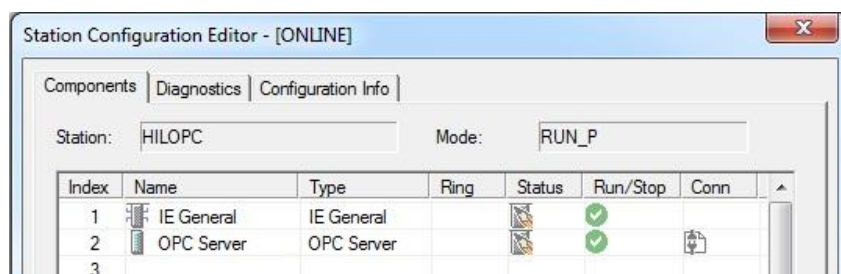 Station Configuration Editor - [ONLINE]
Components Diagnostics Configuration Info
Station: HILOPC Mode: RUN_P
Index Name Type Ring Status Run/Stop Conn
1 IE General IE General
2 OPC Server OPC Server
3